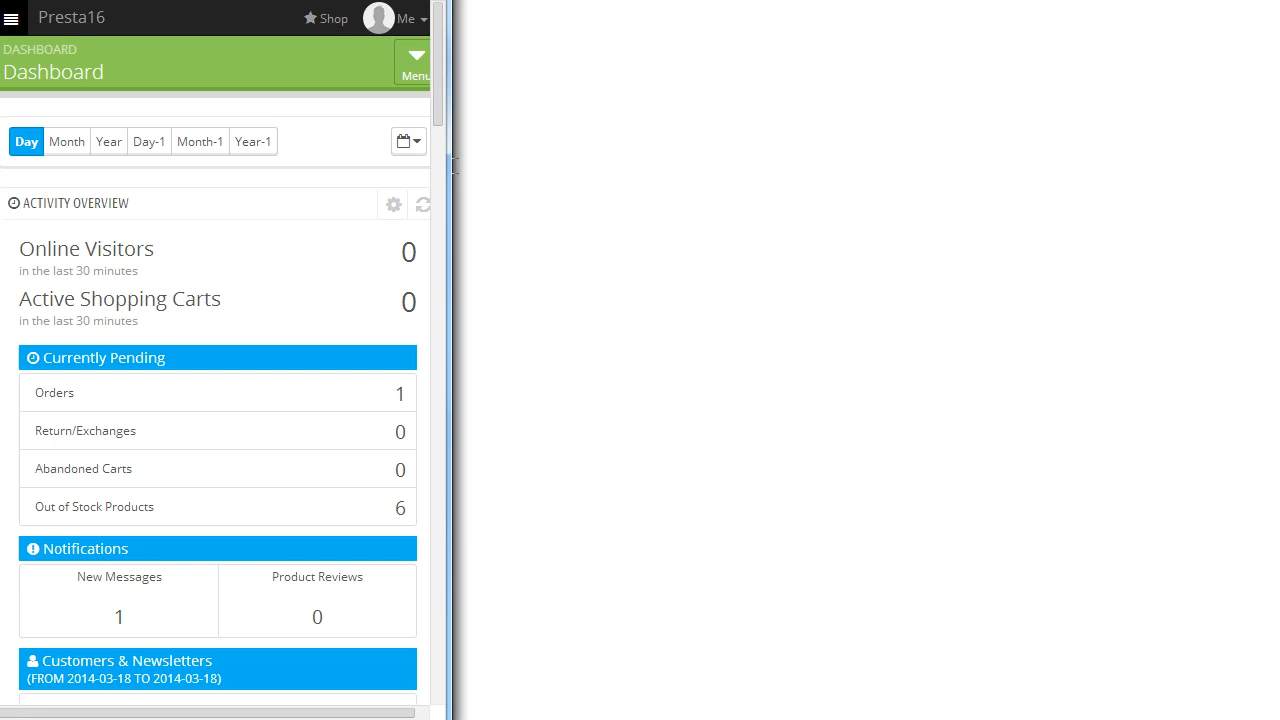 Presta16 Shop Me
DASHBOARD
Dashboard
Menu
Day Month Year Day-1 Month-1 Year-1
ACTIVITY OVERVIEW
Online Visitors 0
in the last 30 minutes
Active Shopping Carts 0
in the last 30 minutes
Currently Pending
Orders 1
Return/Exchanges 0
Abandoned Carts 0
Out of Stock Products 6
Notifications
New Messages Product Reviews
1 0
Customers & Newsletters
(FROM 2014-03-18 TO 2014-03-18)